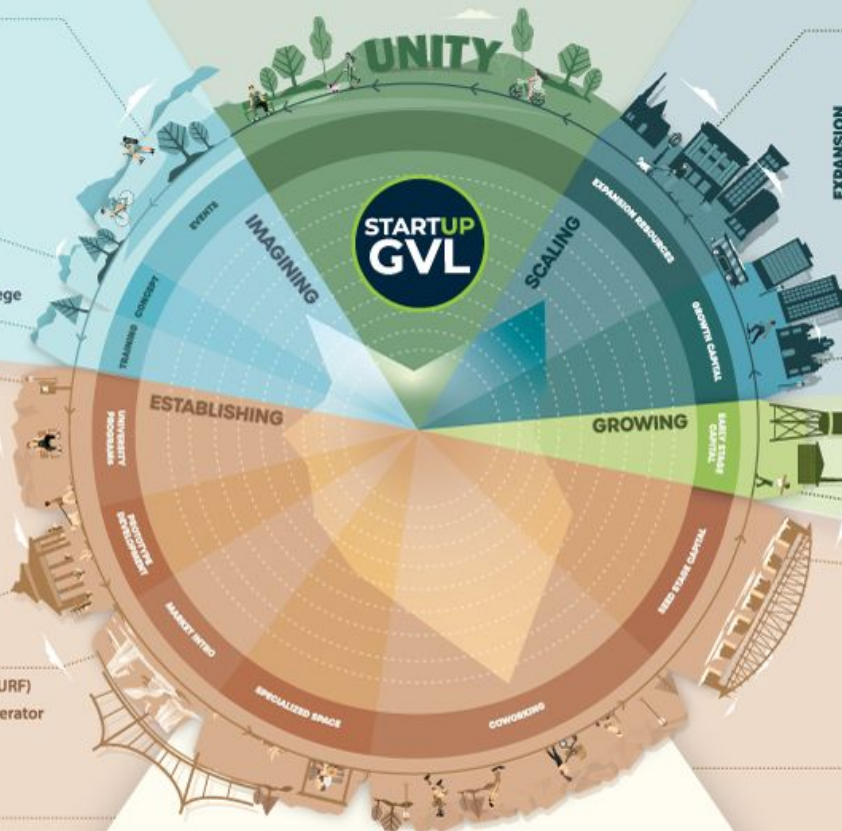 UNITY
STARTUP
GVL
IMAGINING
SCALING
ESTABLISHING
GROWING
EVENTS
CONCEPT
TRAINING
UNIVERSITY
PROGRAMS
PROTOTYPE
DEVELOPMENT
MARKET INTRO
SPECIALIZED SPACE
COWORKING
SEED STAGE CAPITAL
EARLY STAGE
CAPITAL
GROWTH CAPITAL
EXPANSION RESOURCES
EXPANSION
ege
URF)
erator